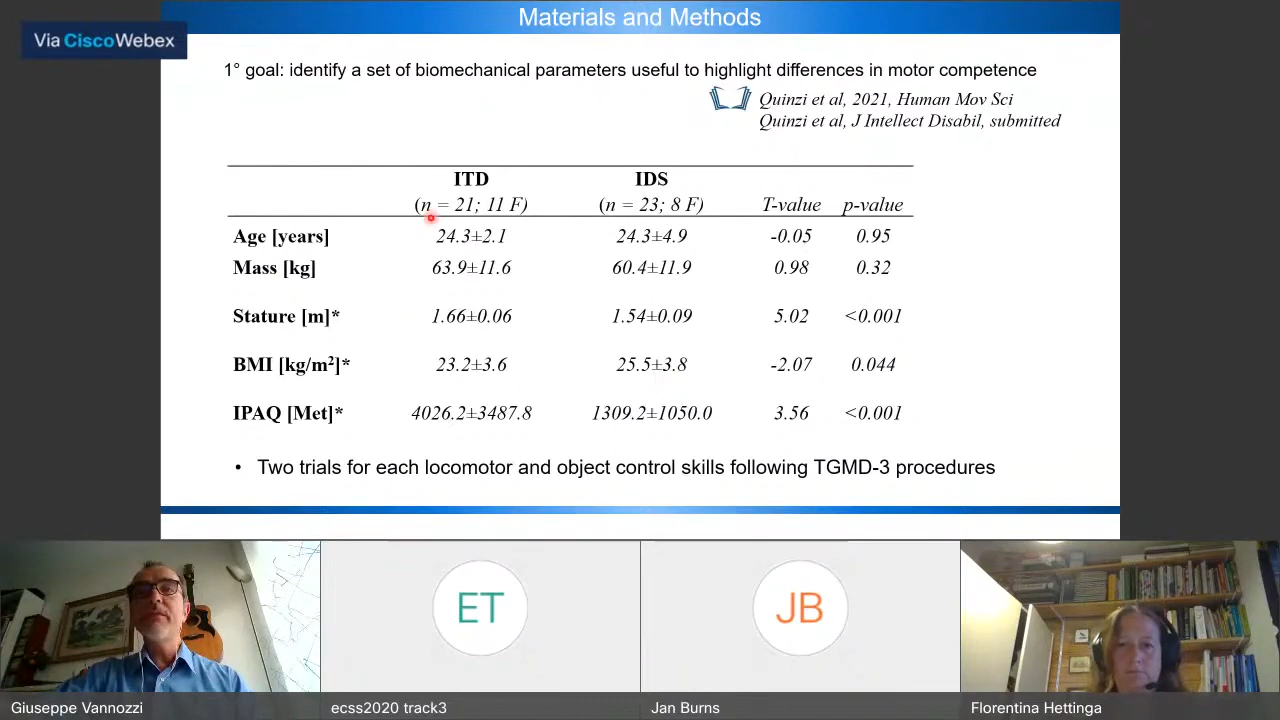 Materials and Methods
Via CiscoWebex
1° goal: identify a set of biomechanical parameters useful to highlight differences in motor competence
Quinzi et al, 2021, Human Mov Sci
Quinzi et al, J Intellect Disabil, submitted
ITD IDS
(n = 21; 11 F) (n = 23; 8 F) T-value p-value
Age [years] 24.3±2.1 24.3±4.9 -0.05 0.95
Mass [kg] 63.9±11.6 60.4±11.9 0.98 0.32
Stature [m]* 1.66±0.06 1.54±0.09 5.02 <0.001
BMI [kg/m²]* 23.2±3.6 25.5±3.8 -2.07 0.044
IPAQ [Met]* 4026.2±3487.8 1309.2±1050.0 3.56 <0.001
• Two trials for each locomotor and object control skills following TGMD-3 procedures
ET JB
Giuseppe Vannozzi ecss2020 track3 Jan Burns Florentina Hettinga